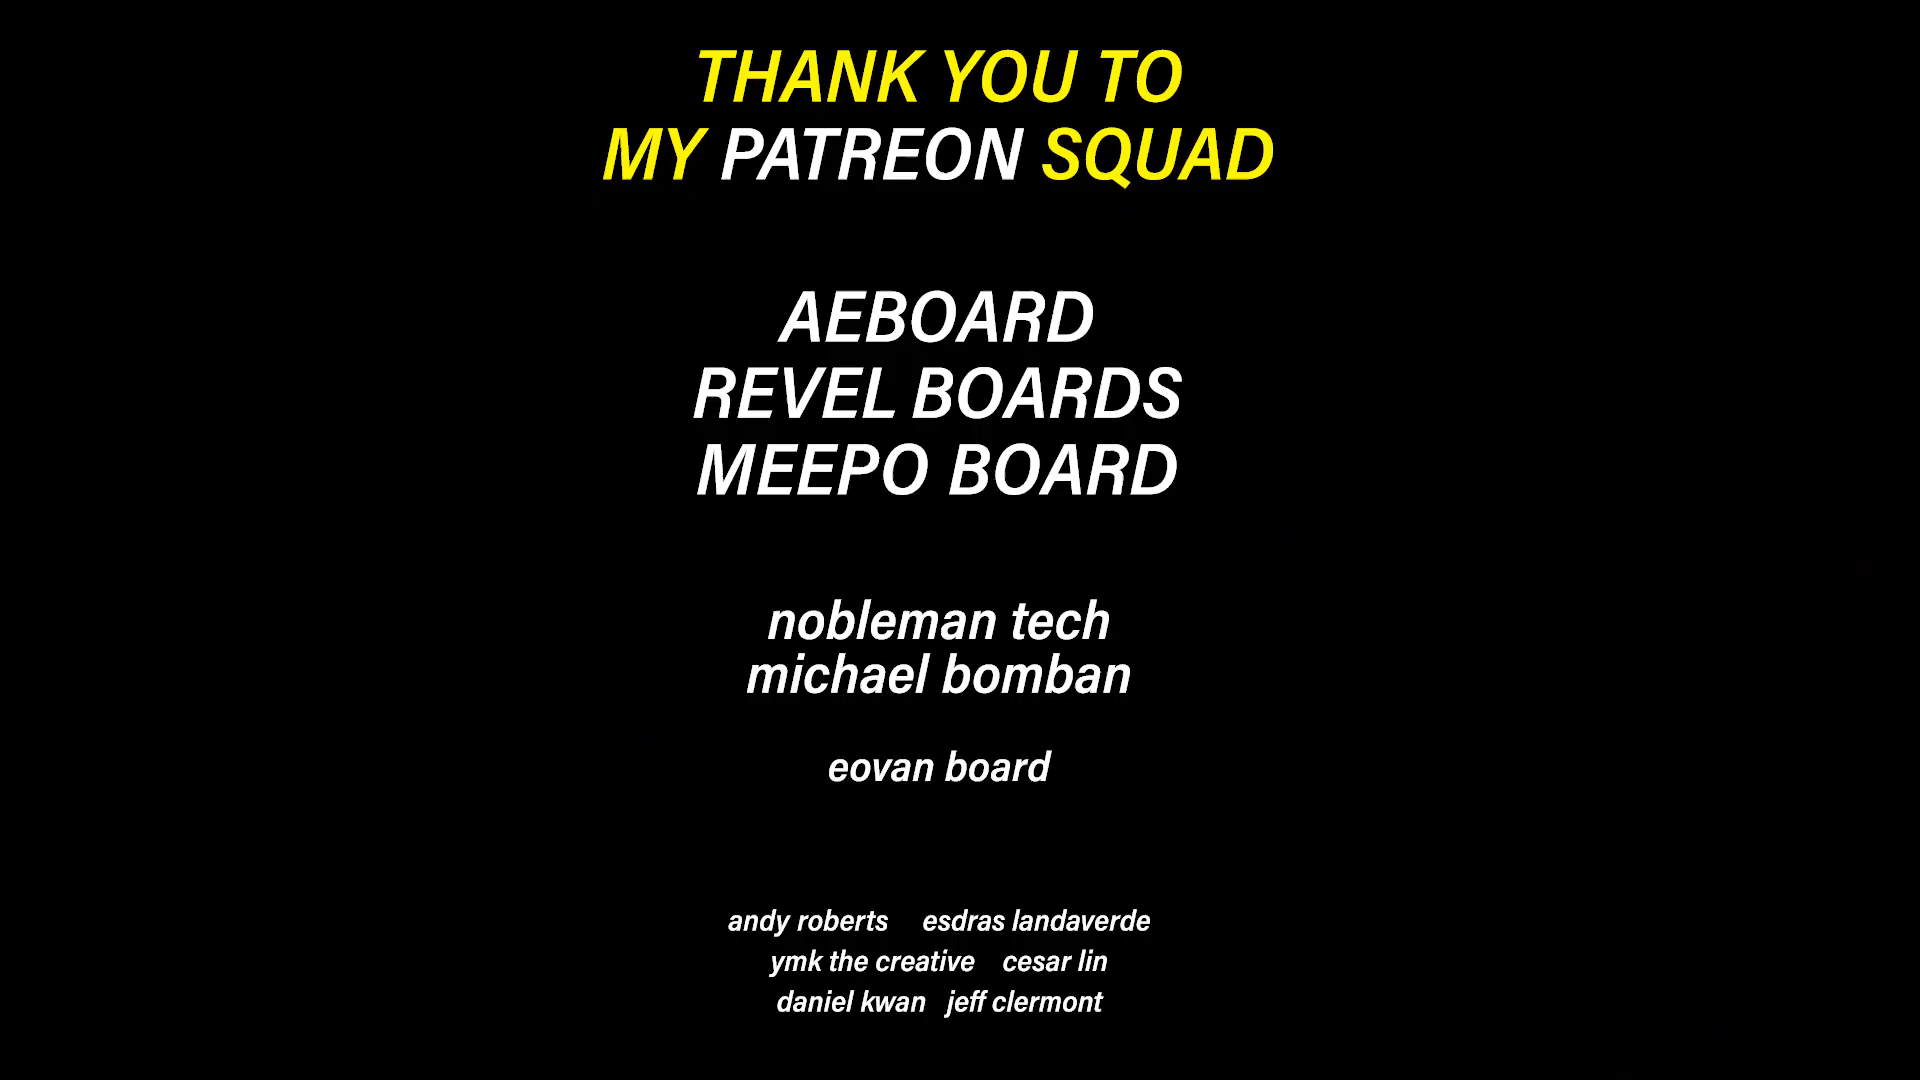 THANK YOU TO
MY PATREON SQUAD
AEBOARD
REVEL BOARDS
MEEPO BOARD
nobleman tech
michael bomban
eovan board
andy roberts esdras landaverde
ymk the creative cesar lin
daniel kwan jeff clermont